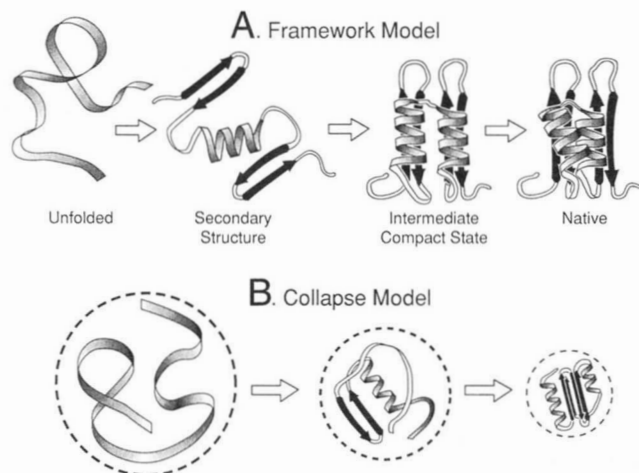 A. Framework Model
Unfolded
Secondary
Structure
Intermediate
Compact State
Native
B. Collapse Model